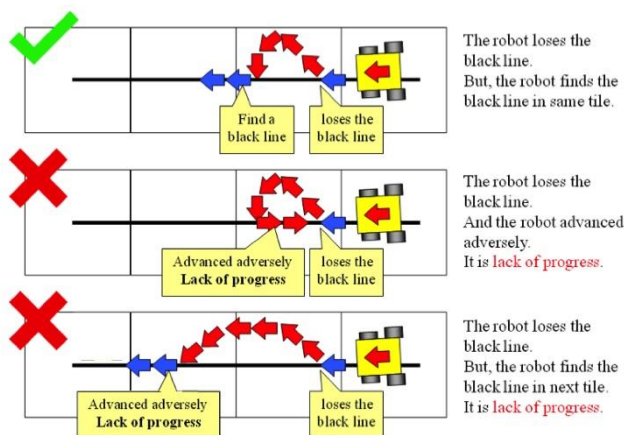 The robot loses the
black line.
But, the robot finds the
black line in same tile.
Find a
black line
loses the
black line
The robot loses the
black line.
And the robot advanced
adversely.
It is lack of progress.
Advanced adversely
Lack of progress
loses the
black line
The robot loses the
black line.
But, the robot finds the
black line in next tile.
It is lack of progress.
Advanced adversely
Lack of progress
loses the
black line